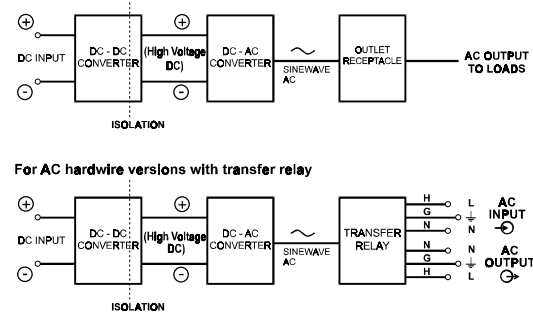 DC INPUT
DC - DC
CONVERTER
(High Voltage
DC)
DC - AC
CONVERTER
SINEWAVE
AC
OUTLET
RECEPTACLE
AC OUTPUT
TO LOADS
ISOLATION
For AC hardwire versions with transfer relay
DC INPUT
DC - DC
CONVERTER
(High Voltage
DC)
DC - AC
CONVERTER
SINEWAVE
AC
TRANSFER
RELAY
H L
G
N N
AC
INPUT
N N
G
H L
AC
OUTPUT
ISOLATION